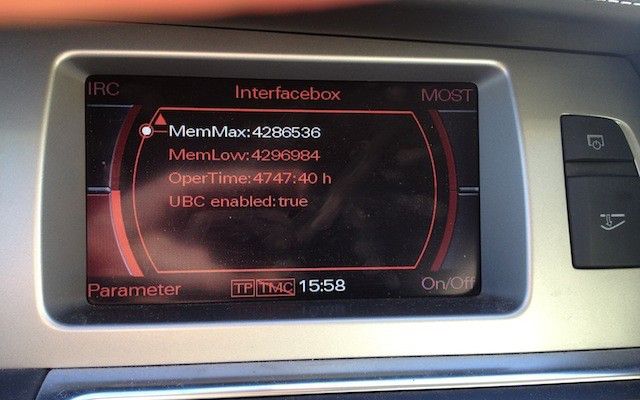 IRC Interfacebox MOST
MemMax:4286536
MemLow:4296984
OperTime:4747:40 h
UBC enabled:true
Parameter TP TMC 15:58 On/Off